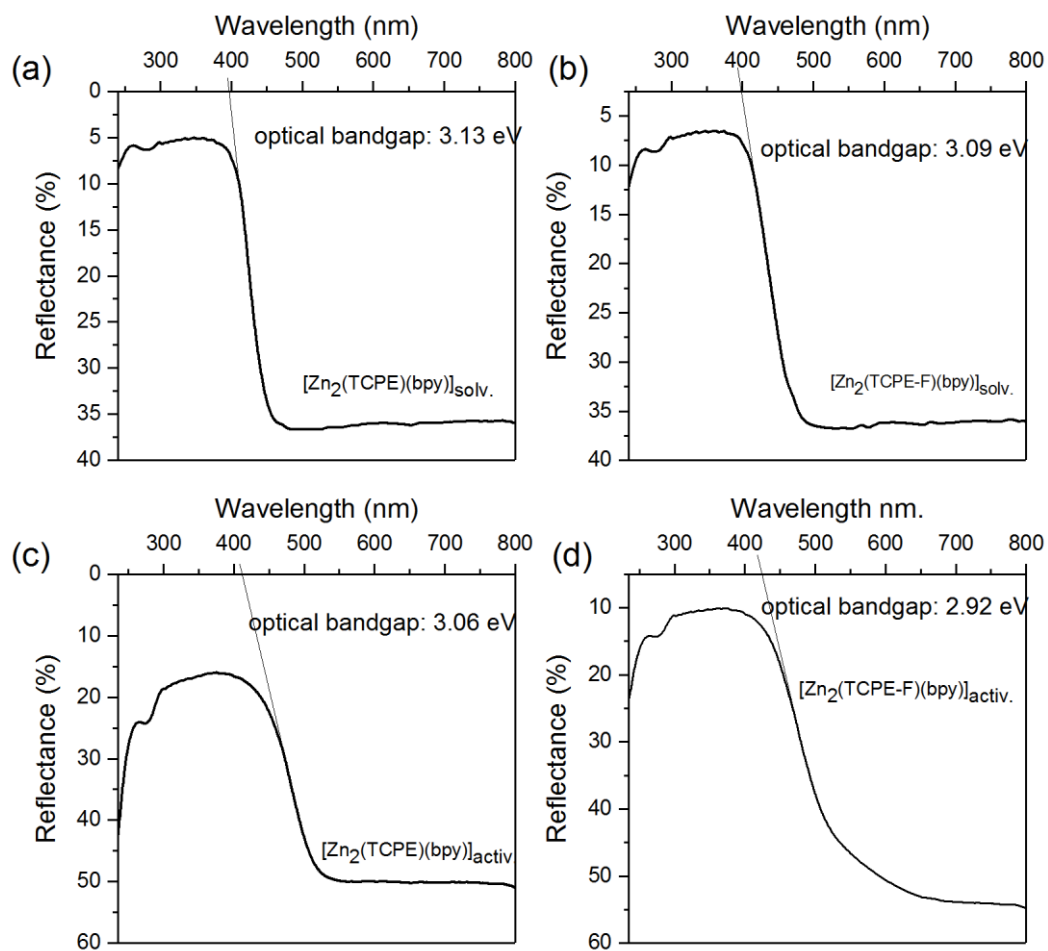 Wavelength (nm)
(a)
300 400 500 600 700 800
0
5
10
15
20
25
30
35
40
Reflectance (%)
optical bandgap: 3.13 eV
[Zn2(TCPE)(bpy)]solv.
Wavelength (nm)
(b)
300 400 500 600 700 800
5
10
15
20
25
30
35
40
Reflectance (%)
optical bandgap: 3.09 eV
[Zn2(TCPE-F)(bpy)]solv.
Wavelength (nm)
(c)
300 400 500 600 700 800
0
10
20
30
40
50
60
Reflectance (%)
optical bandgap: 3.06 eV
[Zn2(TCPE)(bpy)]activ.
Wavelength nm.
(d)
300 400 500 600 700 800
10
20
30
40
50
60
Reflectance (%)
optical bandgap: 2.92 eV
[Zn2(TCPE-F)(bpy)]activ.